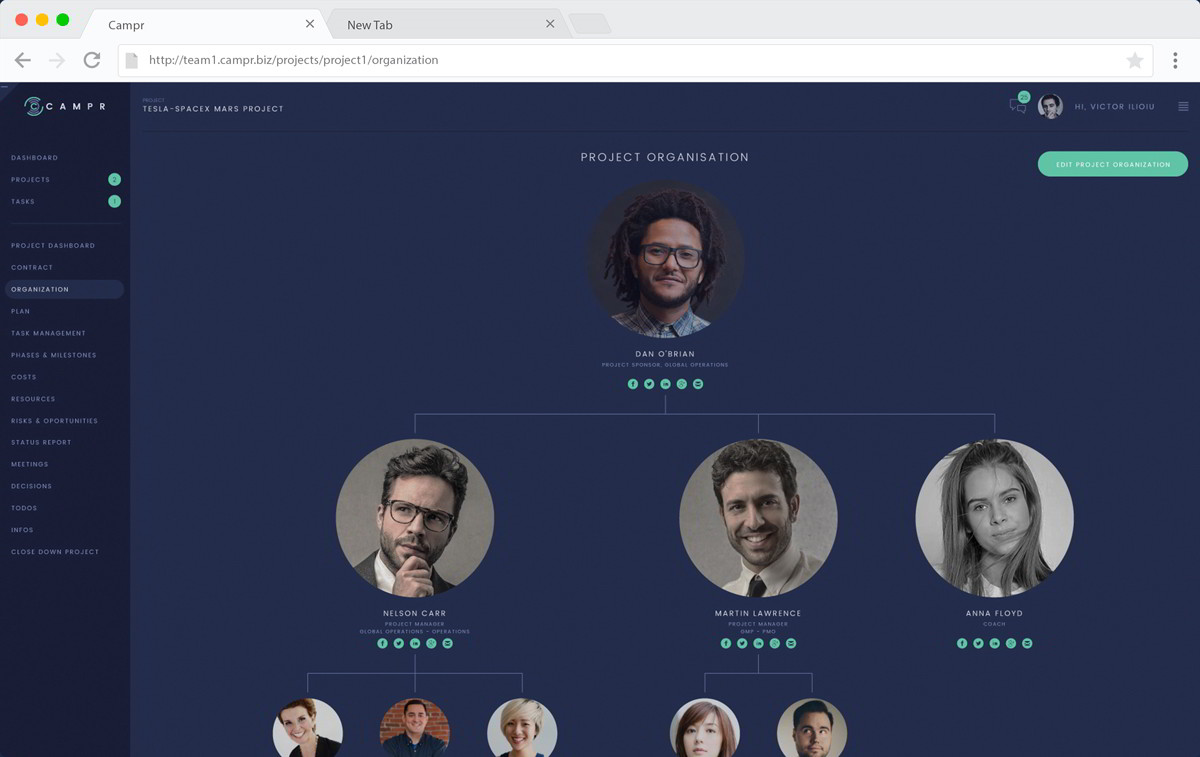 Campr
New Tab
http://team1.campr.biz/projects/project1/organization
CAMPR
PROJECT
TESLA-SPACEX MARS PROJECT
HI, VICTOR ILIOIU
DASHBOARD
PROJECTS 2
TASKS 1
PROJECT DASHBOARD
CONTRACT
ORGANIZATION
PLAN
TASK MANAGEMENT
PHASES & MILESTONES
COSTS
RESOURCES
RISKS & OPORTUNITIES
STATUS REPORT
MEETINGS
DECISIONS
TODOS
INFOS
CLOSE DOWN PROJECT
PROJECT ORGANISATION
EDIT PROJECT ORGANIZATION
DAN O'BRIAN
PROJECT SPONSOR, GLOBAL OPERATIONS
NELSON CARR
PROJECT MANAGER
GLOBAL OPERATIONS - OPERATIONS
MARTIN LAWRENCE
PROJECT MANAGER
GMP - PMO
ANNA FLOYD
COACH